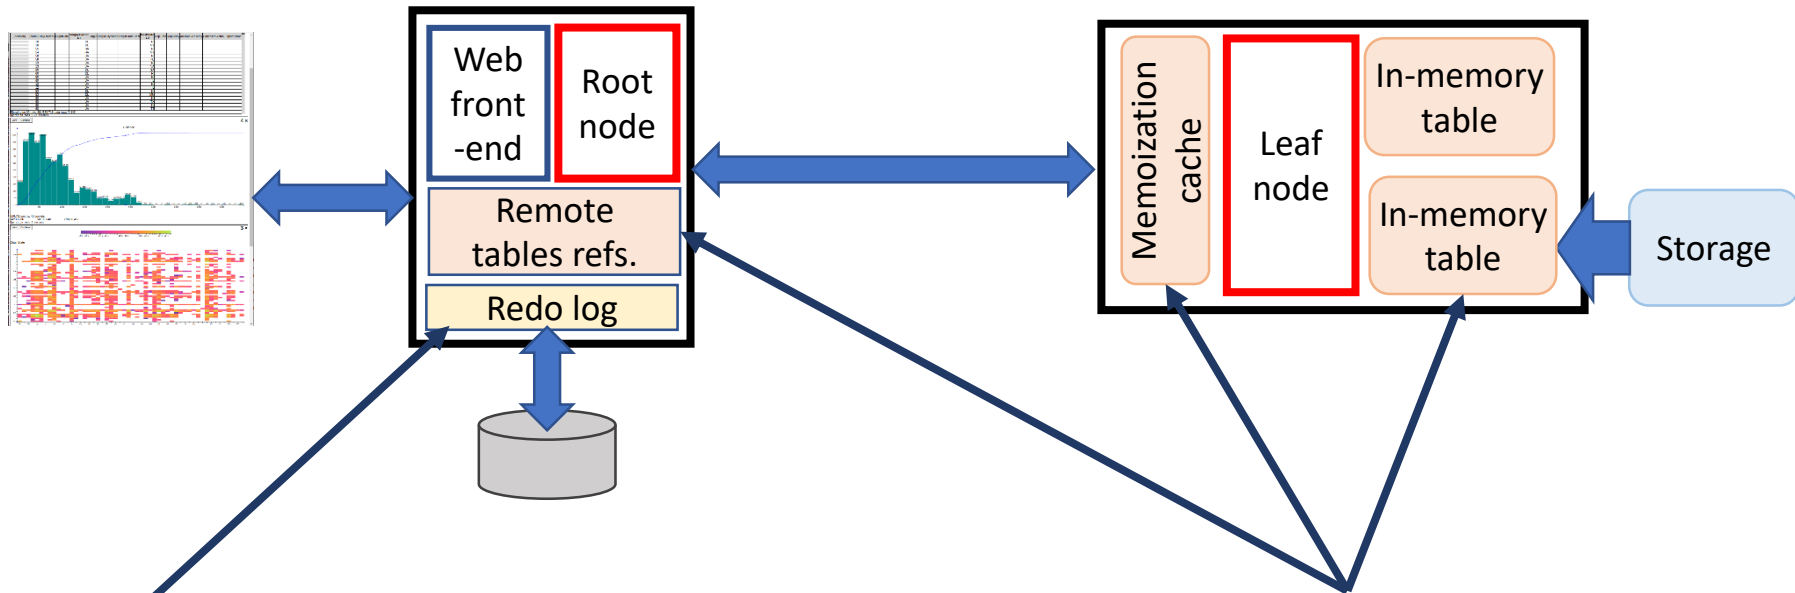 Web
front
-end
Root
node
Remote
tables refs.
Redo log
Memoization
cache
Leaf
node
In-memory
table
In-memory
table
Storage